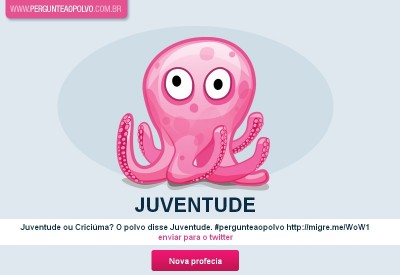 WWW.PERGUNTEAOPOLVO.COM.BR
JUVENTUDE
Juventude ou Criciúma? O polvo disse Juventude. #pergunteaopolvo http://migre.me/WoW1
enviar para o twitter
Nova profecia